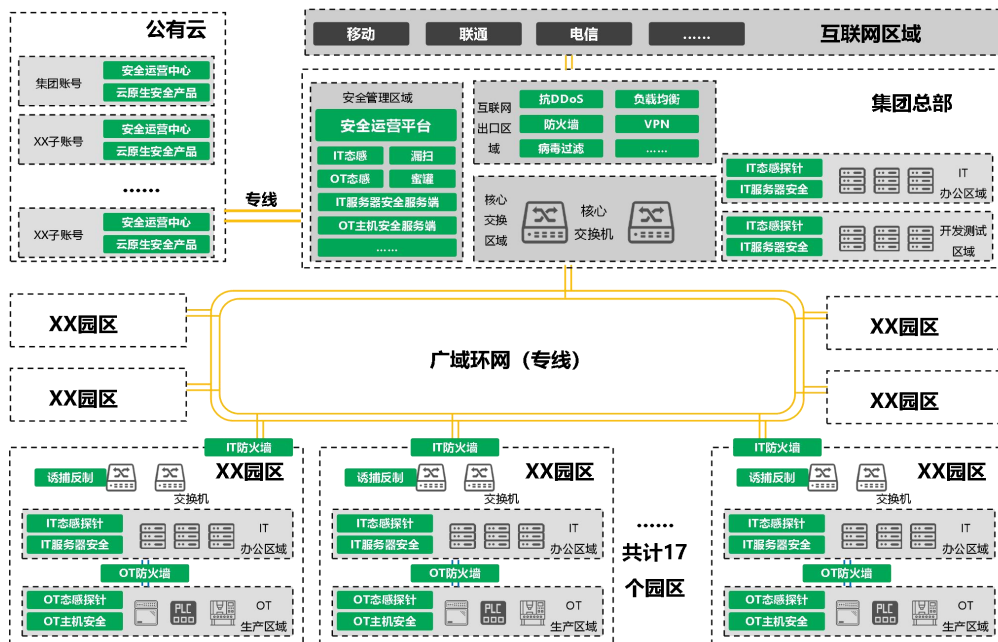 公有云
集团账号
安全运营中心
云原生安全产品
XX子账号
安全运营中心
云原生安全产品
......
XX子账号
安全运营中心
云原生安全产品
专线
移动
联通
电信
......
互联网区域
集团总部
安全管理区域
安全运营平台
IT态感
漏扫
OT态感
蜜罐
IT服务器安全服务端
OT主机安全服务端
......
互联网
出口区
域
抗DDoS
负载均衡
防火墙
VPN
病毒过滤
......
核心
交换
区域
核心
交换机
IT态感探针
IT服务器安全
IT
办公区域
IT态感探针
IT服务器安全
开发测试
区域
XX园区
XX园区
广域环网（专线）
XX园区
XX园区
IT防火墙
XX园区
诱捕反制
交换机
IT态感探针
IT服务器安全
IT
办公区域
OT防火墙
OT态感探针
OT主机安全
PLC
OT
生产区域
IT防火墙
XX园区
诱捕反制
交换机
IT态感探针
IT服务器安全
IT
办公区域
OT防火墙
OT态感探针
OT主机安全
PLC
OT
生产区域
......
共计17
个园区
IT防火墙
XX园区
诱捕反制
交换机
IT态感探针
IT服务器安全
IT
办公区域
OT防火墙
OT态感探针
OT主机安全
PLC
OT
生产区域